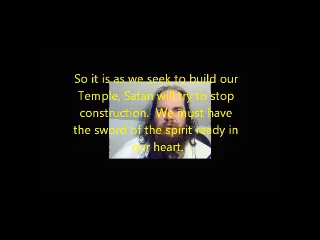 So it is as we seek to build our
Temple, Satan will try to stop
construction.  We must have
the sword of the spirit ready in
our heart.